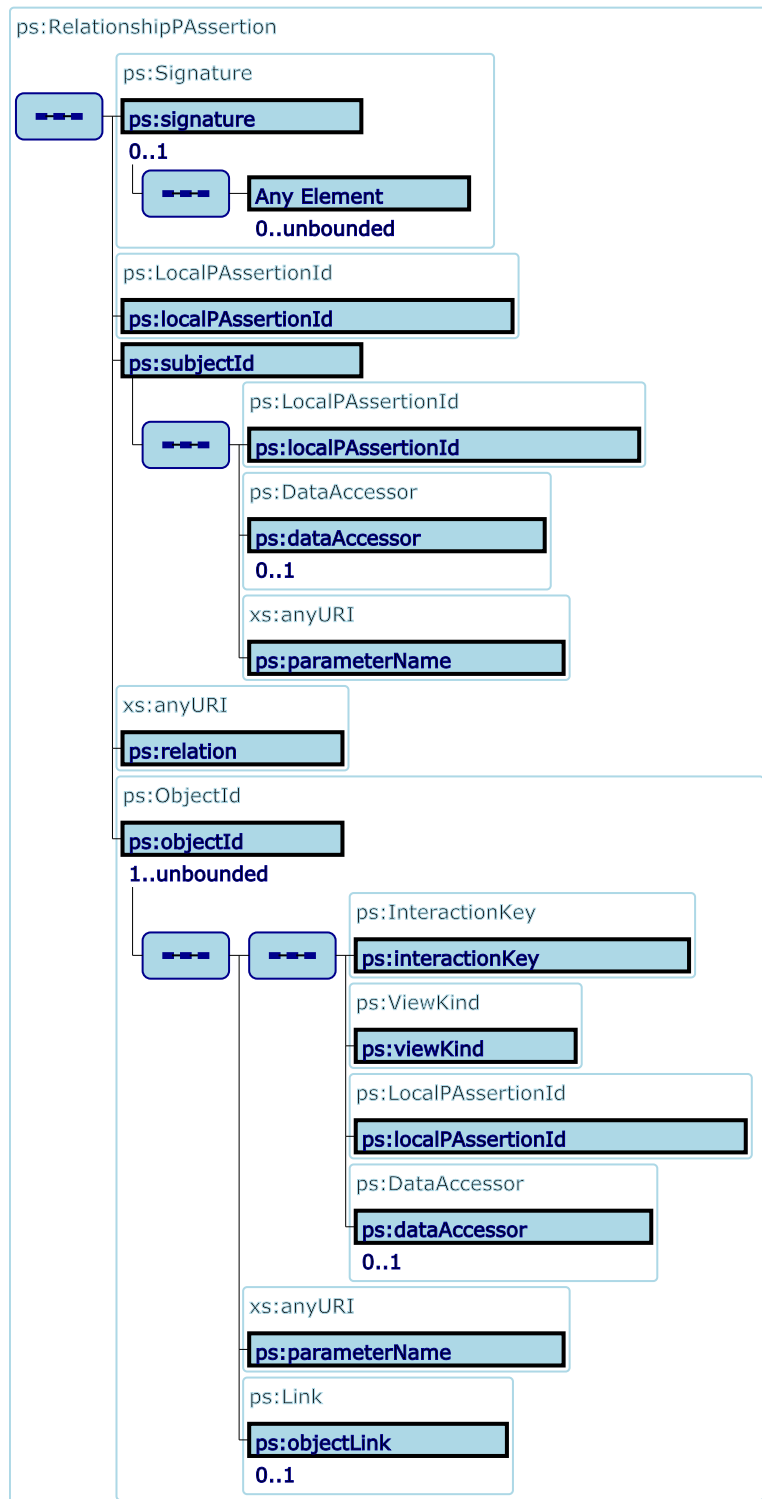 ps:RelationshipPAssertion
ps:Signature
ps:signature
0..1
Any Element
0..unbounded
ps:LocalPAssertionId
ps:localPAssertionId
ps:subjectId
ps:LocalPAssertionId
ps:localPAssertionId
ps:DataAccessor
ps:dataAccessor
0..1
xs:anyURI
ps:parameterName
xs:anyURI
ps:relation
ps:ObjectId
ps:objectId
1..unbounded
ps:InteractionKey
ps:interactionKey
ps:ViewKind
ps:viewKind
ps:LocalPAssertionId
ps:localPAssertionId
ps:DataAccessor
ps:dataAccessor
0..1
xs:anyURI
ps:parameterName
ps:Link
ps:objectLink
0..1